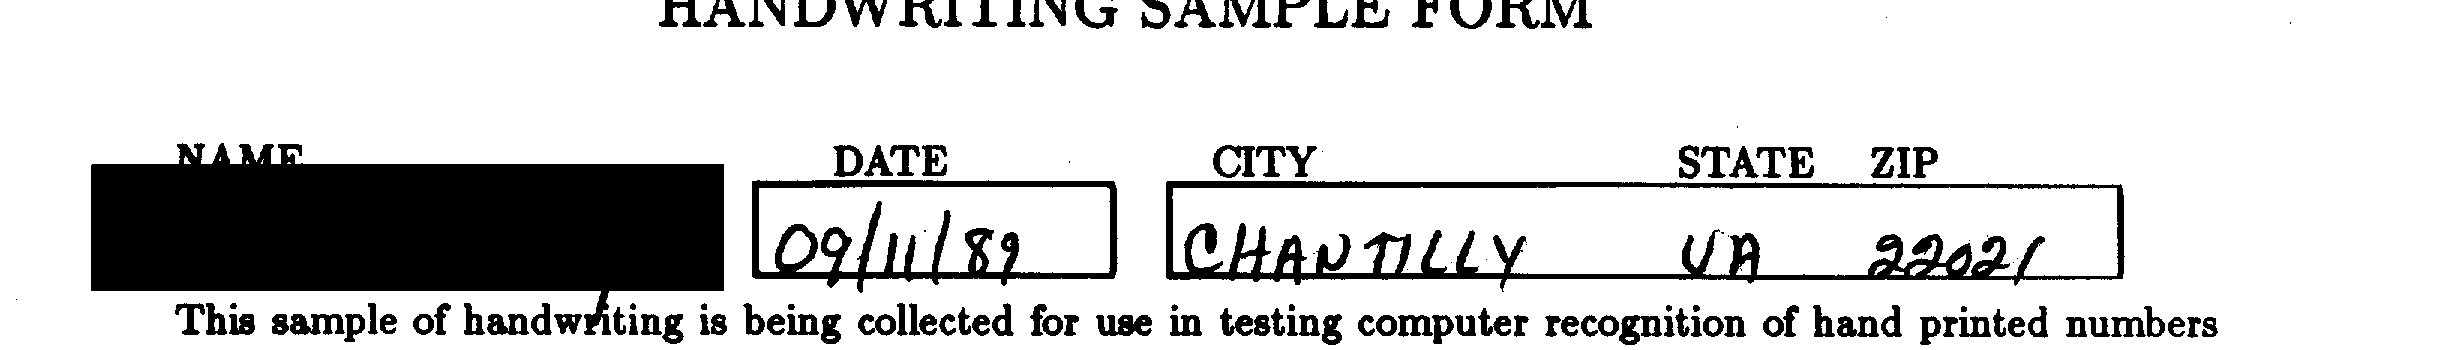 HANDWRITING SAMPLE FORM
NAME DATE CITY STATE ZIP
09/11/89 CHANTILLY VA 22021
This sample of handwriting is being collected for use in testing computer recognition of hand printed numbers